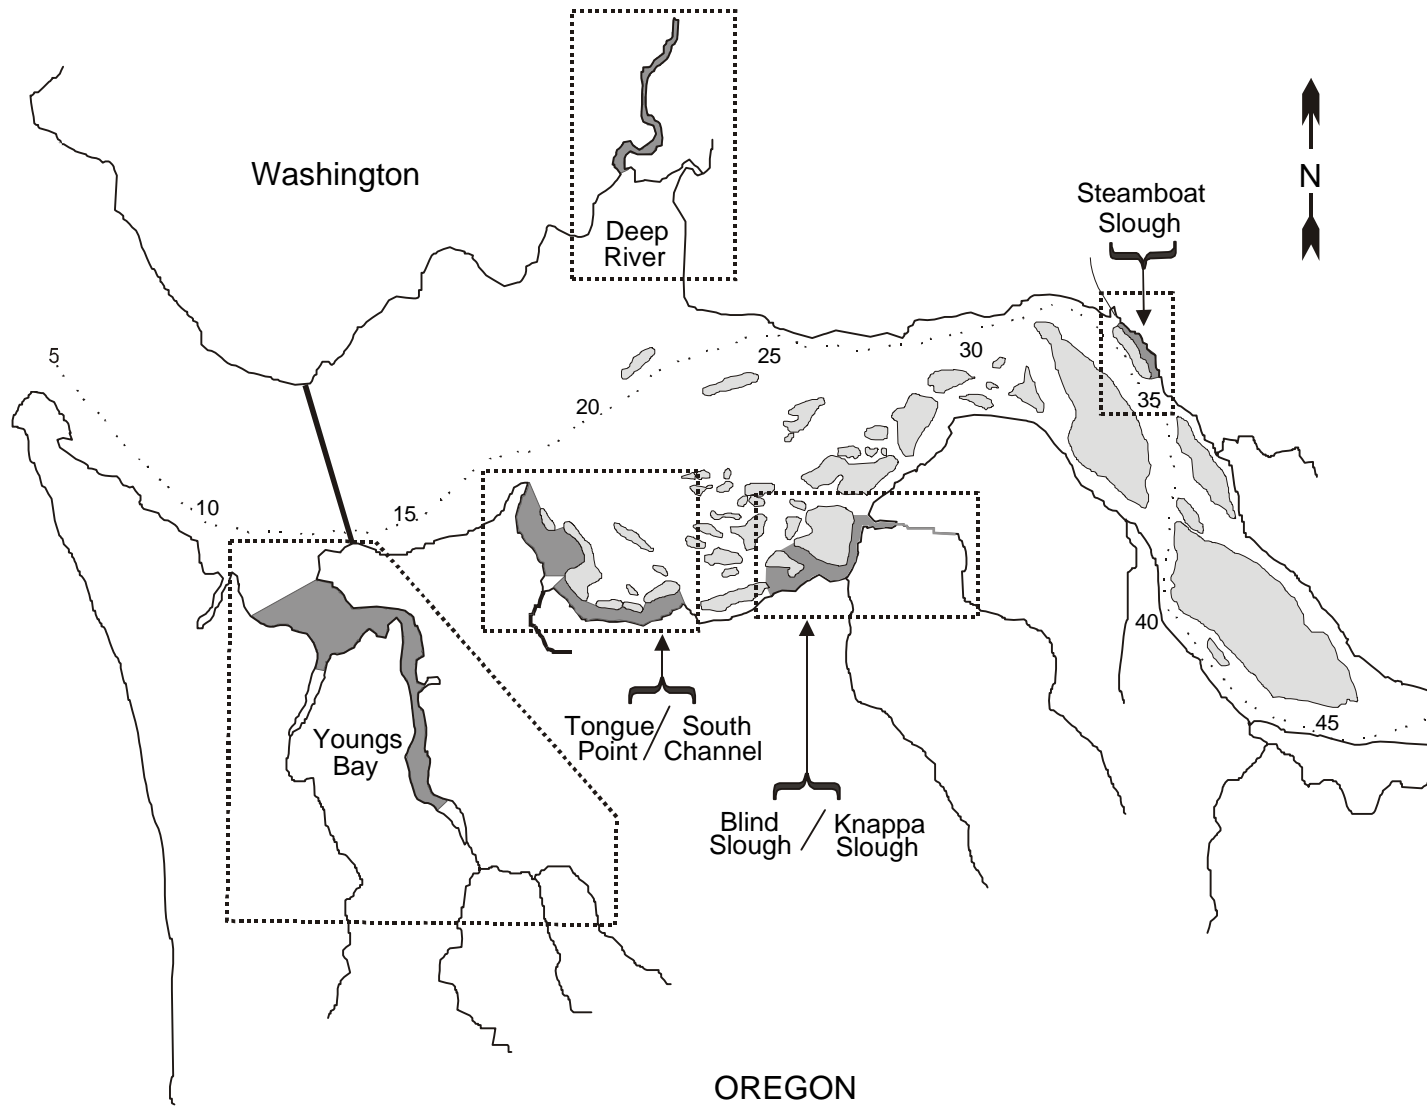 Washington
Deep
River
Steamboat
Slough
N
5
10
15
20
25
30
35
40
45
Youngs
Bay
Tongue / South
Point / Channel
Blind / Knappa
Slough / Slough
OREGON